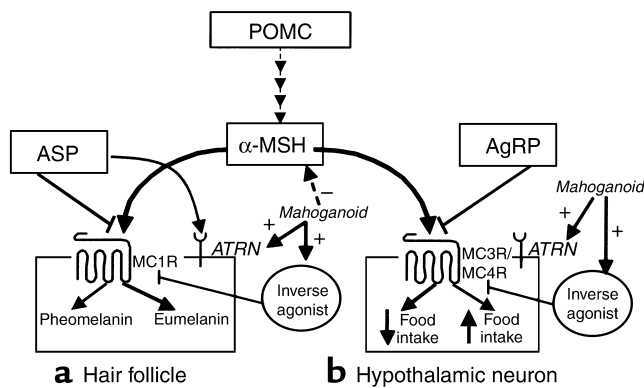 POMC
α-MSH
ASP
AgRP
Mahoganoid
−
+
+
ATRN
MC1R
Inverse
agonist
Pheomelanin
Eumelanin
a Hair follicle
Mahoganoid
+
+
ATRN
MC3R/
MC4R
Inverse
agonist
Food
intake
Food
intake
b Hypothalamic neuron